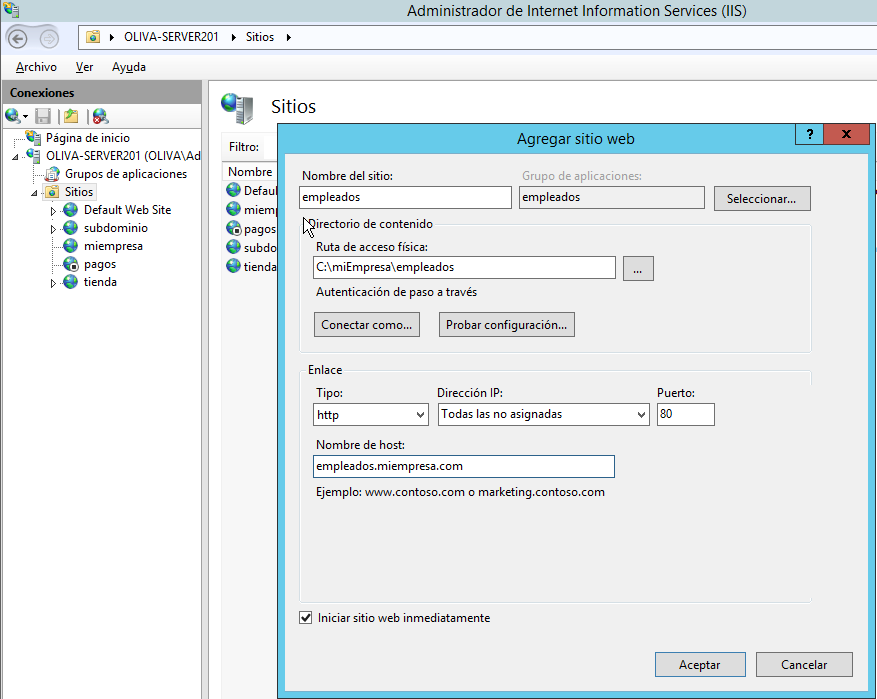 Administrador de Internet Information Services (IIS)
OLIVA-SERVER201 Sitios
Archivo Ver Ayuda
Conexiones
Página de inicio
OLIVA-SERVER201 (OLIVA\Ad
Grupos de aplicaciones
Sitios
Default Web Site
subdominio
miempresa
pagos
tienda
Sitios
Filtro:
Nombre
Defaul
miemp
pagos
subdo
tienda
Agregar sitio web
? X
Nombre del sitio: Grupo de aplicaciones:
empleados empleados Seleccionar...
Directorio de contenido
Ruta de acceso física:
C:\miEmpresa\empleados ...
Autenticación de paso a través
Conectar como... Probar configuración...
Enlace
Tipo: Dirección IP: Puerto:
http Todas las no asignadas 80
Nombre de host:
empleados.miempresa.com
Ejemplo: www.contoso.com o marketing.contoso.com
Iniciar sitio web inmediatamente
Aceptar Cancelar